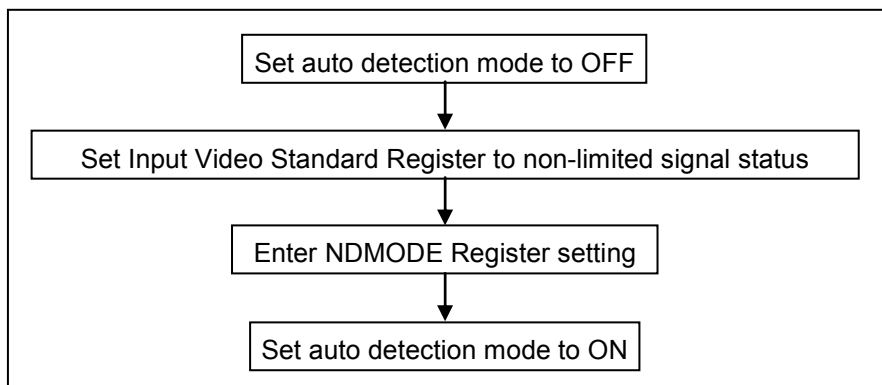 Set auto detection mode to OFF
Set Input Video Standard Register to non-limited signal status
Enter NDMODE Register setting
Set auto detection mode to ON